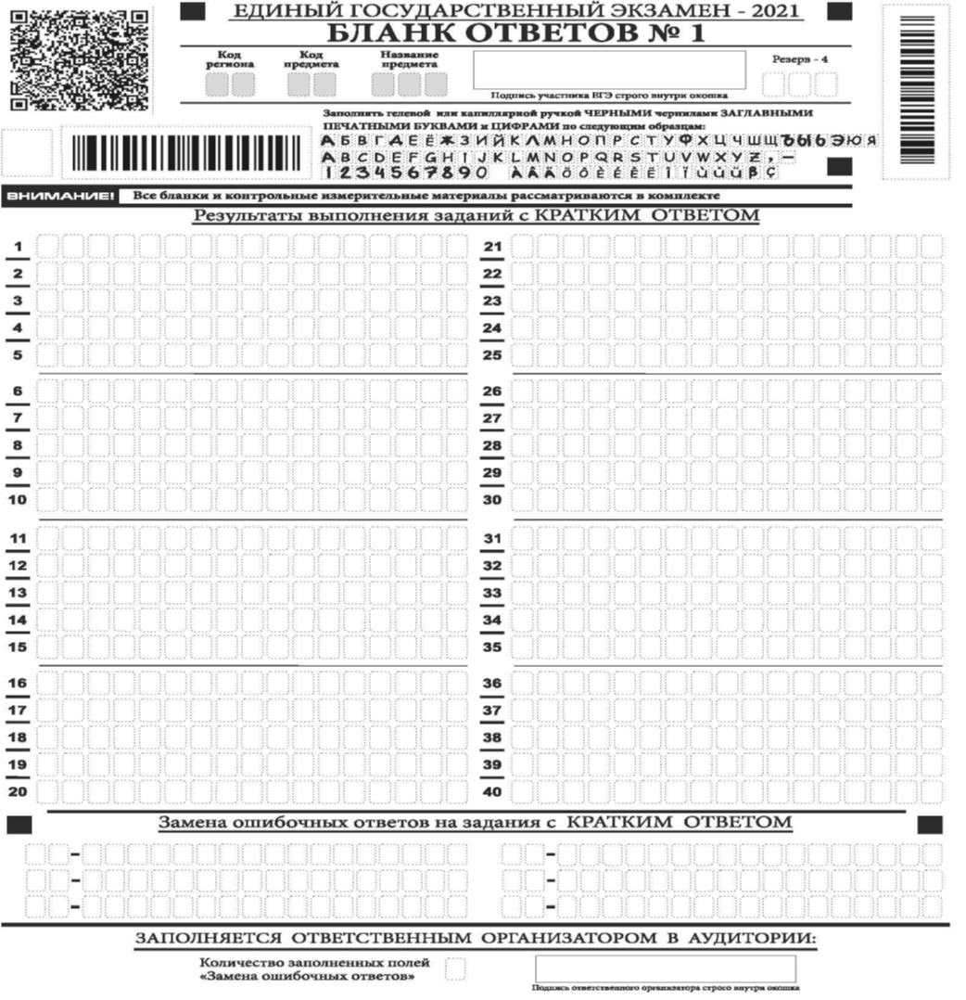 ЕДИНЫЙ ГОСУДАРСТВЕННЫЙ ЭКЗАМЕН - 2021
БЛАНК ОТВЕТОВ № 1
Код региона
Код предмета
Название предмета
Резерв - 4
Подпись участника ЕГЭ строго внутри окошка
Заполнять гелевой или капиллярной ручкой ЧЕРНЫМИ чернилами ЗАГЛАВНЫМИ
ПЕЧАТНЫМИ БУКВАМИ и ЦИФРАМИ по следующим образцам:
А Б В Г Д Е Ё Ж З И Й К Л М Н О П Р С Т У Ф Х Ц Ч Ш Щ Ъ Ы Ь Э Ю Я
A B C D E F G H I J K L M N O P Q R S T U V W X Y Z , –
1 2 3 4 5 6 7 8 9 0 À Â Ä Ö Ô È É Ê Ë Î Ï Ù Û Ü ß Ç
ВНИМАНИЕ! Все бланки и контрольные измерительные материалы рассматриваются в комплекте
Результаты выполнения заданий с КРАТКИМ ОТВЕТОМ
1 21
2 22
3 23
4 24
5 25
6 26
7 27
8 28
9 29
10 30
11 31
12 32
13 33
14 34
15 35
16 36
17 37
18 38
19 39
20 40
Замена ошибочных ответов на задания с КРАТКИМ ОТВЕТОМ
- -
- -
- -
ЗАПОЛНЯЕТСЯ ОТВЕТСТВЕННЫМ ОРГАНИЗАТОРОМ В АУДИТОРИИ:
Количество заполненных полей
«Замена ошибочных ответов»
Подпись ответственного организатора строго внутри окошка